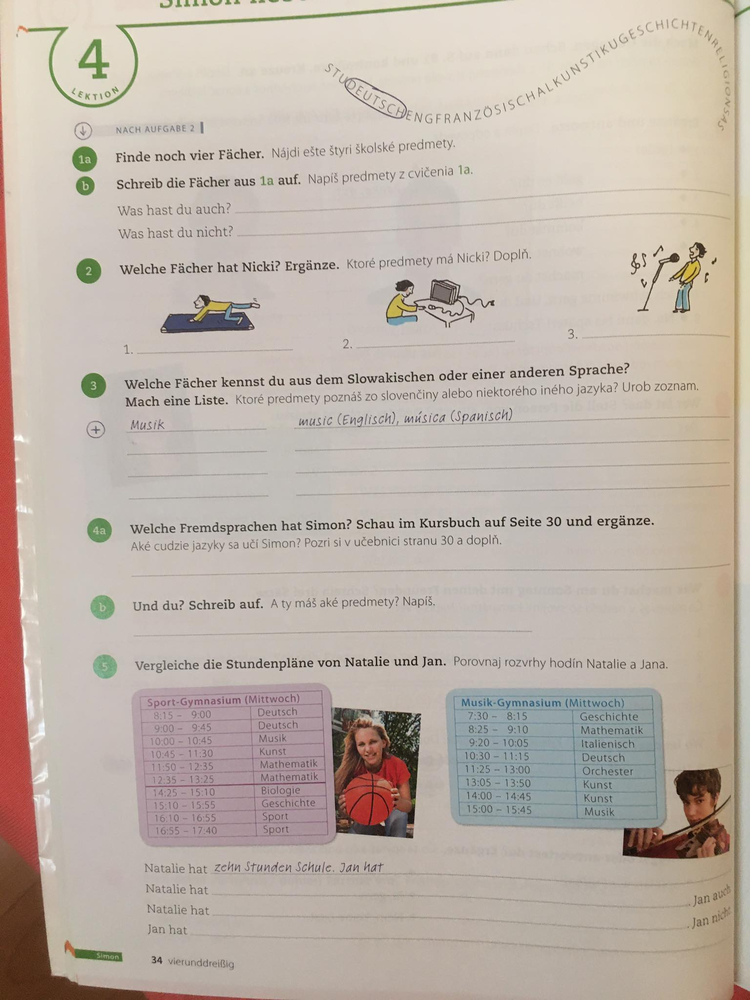 4
LEKTION
STUDEUTSCHENGFRANZÖSISCHALKUNSTIKUGESCHICHTENRELIGIONSAS
NACH AUFGABE 2
1a Finde noch vier Fächer. Nájdi ešte štyri školské predmety.
b Schreib die Fächer aus 1a auf. Napíš predmety z cvičenia 1a.
Was hast du auch?
Was hast du nicht?
2 Welche Fächer hat Nicki? Ergänze. Ktoré predmety má Nicki? Doplň.
1.
2.
3.
3 Welche Fächer kennst du aus dem Slowakischen oder einer anderen Sprache?
Mach eine Liste. Ktoré predmety poznáš zo slovenčiny alebo niektorého iného jazyka? Urob zoznam.
Musik music (Englisch), música (Spanisch)
4a Welche Fremdsprachen hat Simon? Schau im Kursbuch auf Seite 30 und ergänze.
Aké cudzie jazyky sa učí Simon? Pozri si v učebnici stranu 30 a doplň.
b Und du? Schreib auf. A ty máš aké predmety? Napíš.
5 Vergleiche die Stundenpläne von Natalie und Jan. Porovnaj rozvrhy hodín Natalie a Jana.
Sport-Gymnasium (Mittwoch)
8:15 – 9:00 Deutsch
9:00 – 9:45 Deutsch
10:00 – 10:45 Musik
10:45 – 11:30 Kunst
11:50 – 12:35 Mathematik
12:35 – 13:25 Mathematik
14:25 – 15:10 Biologie
15:10 – 15:55 Geschichte
16:10 – 16:55 Sport
16:55 – 17:40 Sport
Musik-Gymnasium (Mittwoch)
7:30 – 8:15 Geschichte
8:25 – 9:10 Mathematik
9:20 – 10:05 Italienisch
10:30 – 11:15 Deutsch
11:25 – 13:00 Orchester
13:05 – 13:50 Kunst
14:00 – 14:45 Kunst
15:00 – 15:45 Musik
Natalie hat zehn Stunden Schule. Jan hat
Natalie hat . Jan auch
Natalie hat . Jan nicht
Jan hat
Simon
34 vierunddreißig